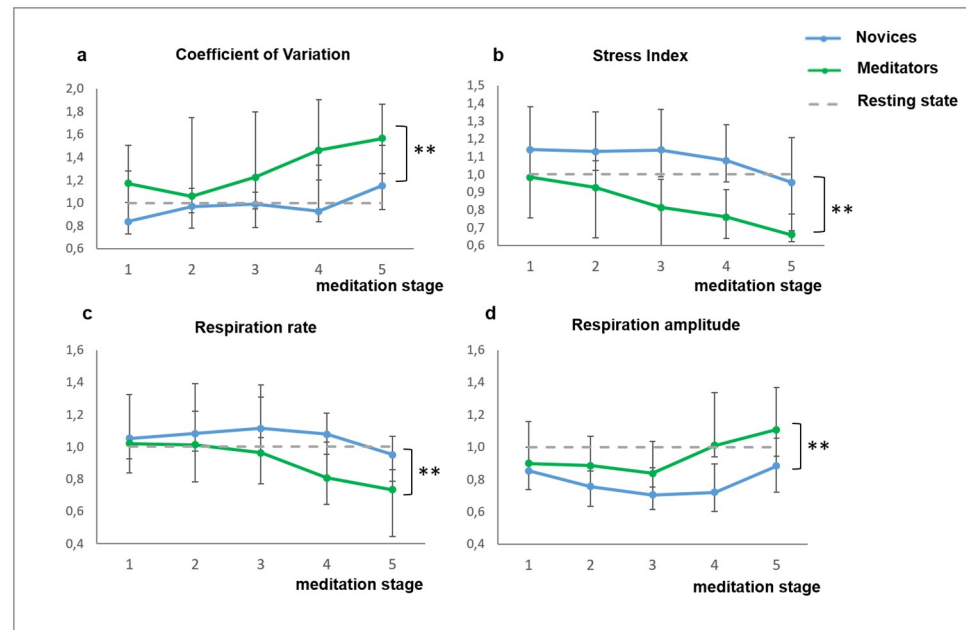 Novices
Meditators
Resting state
a
Coefficient of Variation
2,0
1,8
1,6
1,4
1,2
1,0
0,8
0,6
**
1 2 3 4 5
meditation stage
b
Stress Index
1,5
1,4
1,3
1,2
1,1
1,0
0,9
0,8
0,7
0,6
**
1 2 3 4 5
meditation stage
c
Respiration rate
1,6
1,4
1,2
1,0
0,8
0,6
0,4
**
1 2 3 4 5
meditation stage
d
Respiration amplitude
1,6
1,4
1,2
1,0
0,8
0,6
0,4
**
1 2 3 4 5
meditation stage